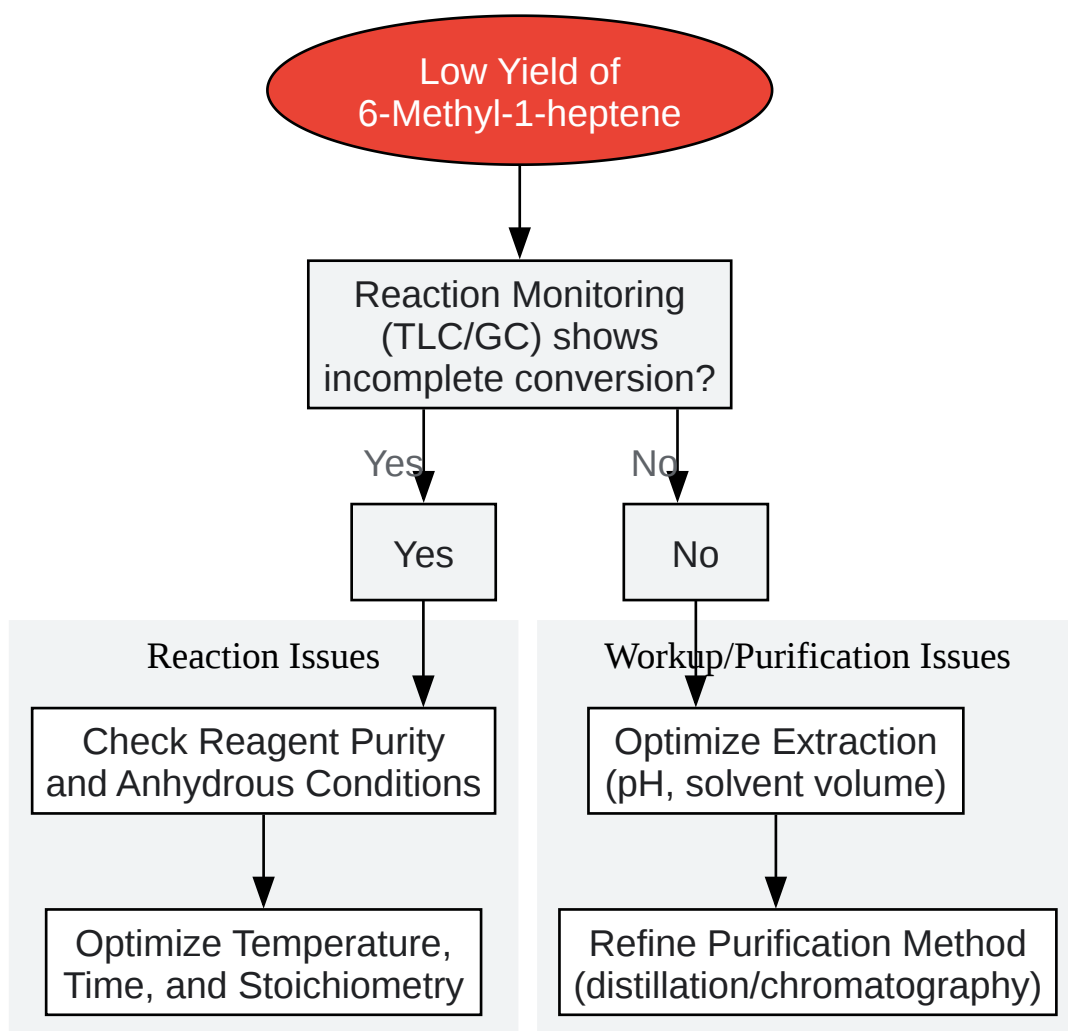 Low Yield of
6-Methyl-1-heptene
Reaction Monitoring
(TLC/GC) shows
incomplete conversion?
Yes
No
Yes
No
Reaction Issues
Workup/Purification Issues
Check Reagent Purity
and Anhydrous Conditions
Optimize Extraction
(pH, solvent volume)
Optimize Temperature,
Time, and Stoichiometry
Refine Purification Method
(distillation/chromatography)